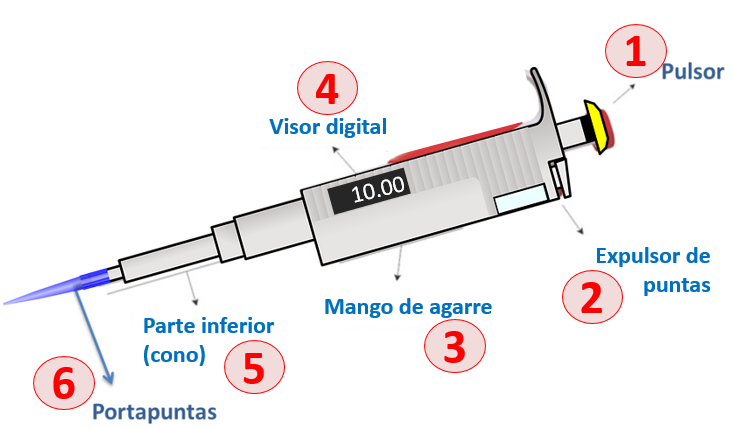 1
Pulsor
4
Visor digital
10.00
Expulsor de
puntas
2
Mango de agarre
3
Parte inferior
(cono)
5
6
Portapuntas